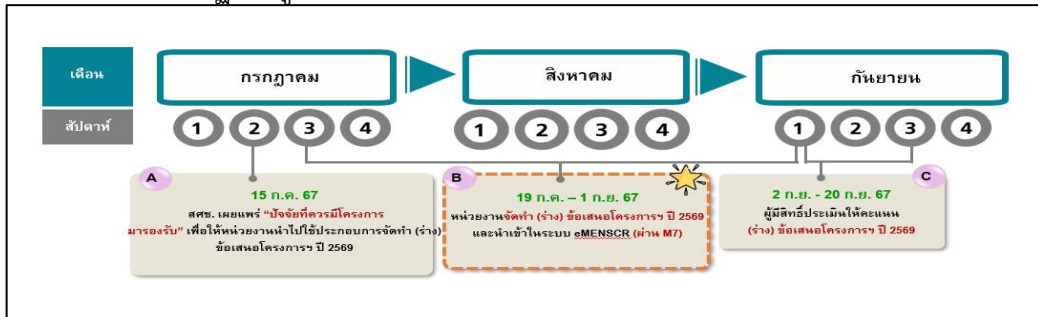 เดือน
กรกฎาคม
สิงหาคม
กันยายน
สัปดาห์
1 2 3 4
1 2 3 4
1 2 3 4
A
15 ก.ค. 67
สศช. เผยแพร่ “ปัจจัยที่ควรมีโครงการ
มารองรับ” เพื่อให้หน่วยงานนำไปใช้ประกอบการจัดทำ (ร่าง)
ข้อเสนอโครงการฯ ปี 2569
B
19 ก.ค. – 1 ก.ย. 67
หน่วยงานจัดทำ (ร่าง) ข้อเสนอโครงการฯ ปี 2569
และนำเข้าในระบบ eMENSCR (ผ่าน M7)
C
2 ก.ย. - 20 ก.ย. 67
ผู้มีสิทธิ์ประเมินให้คะแนน
(ร่าง) ข้อเสนอโครงการฯ ปี 2569